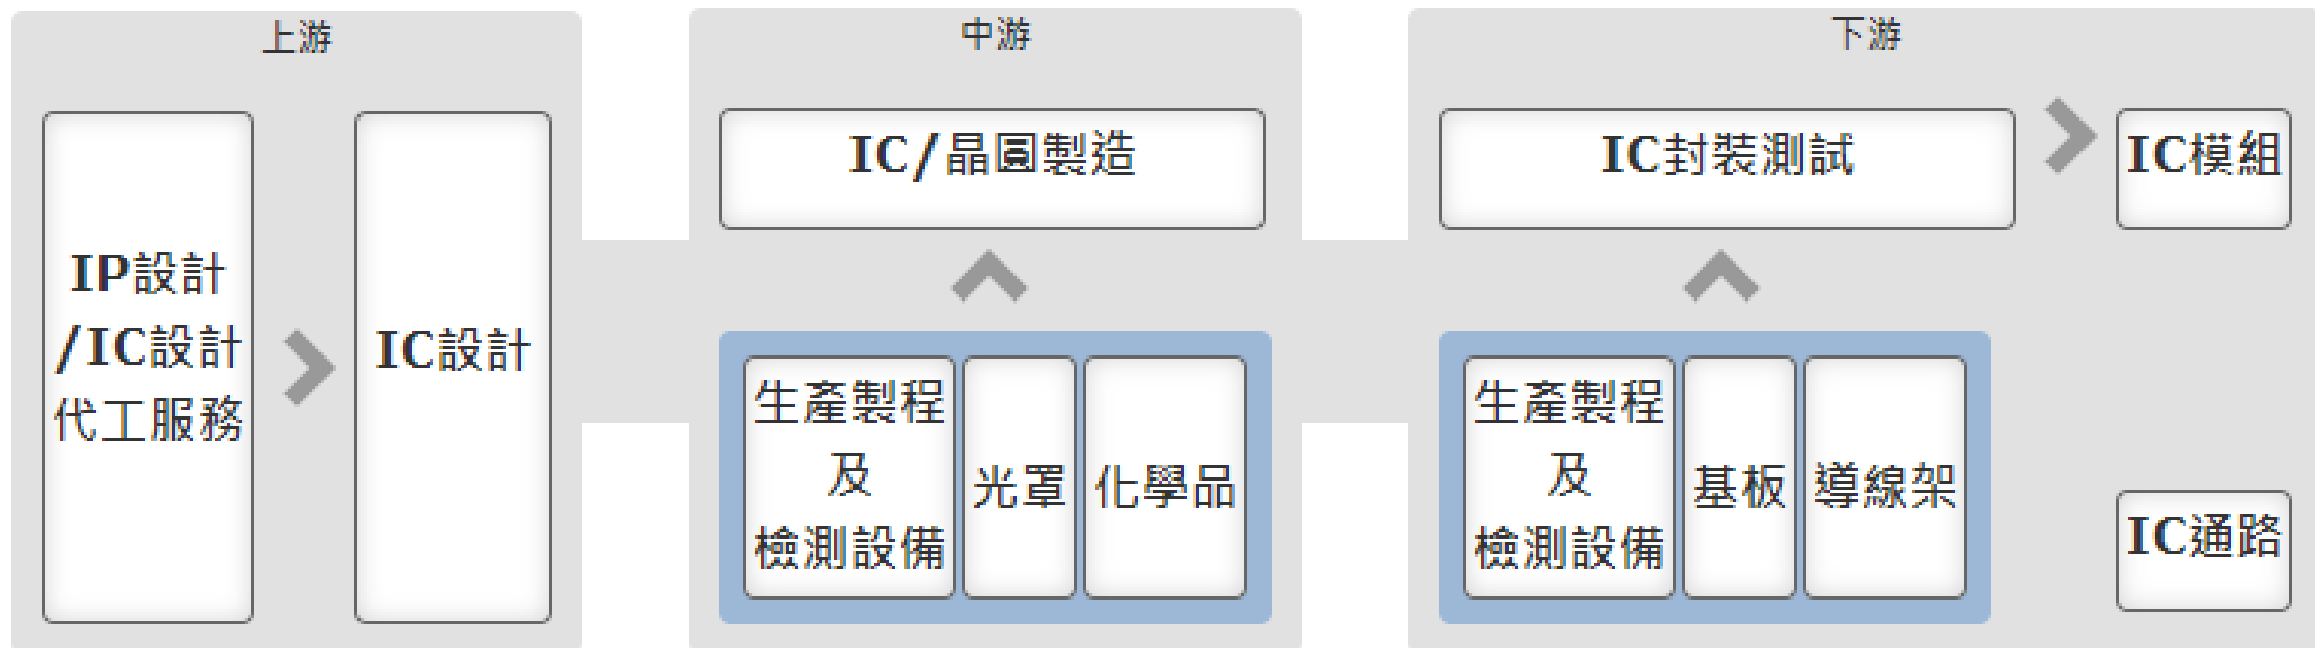 上游
IP設計
/IC設計
代工服務
IC設計
中游
IC/晶圓製造
生產製程
及
檢測設備
光罩
化學品
下游
IC封裝測試
IC模組
生產製程
及
檢測設備
基板
導線架
IC通路